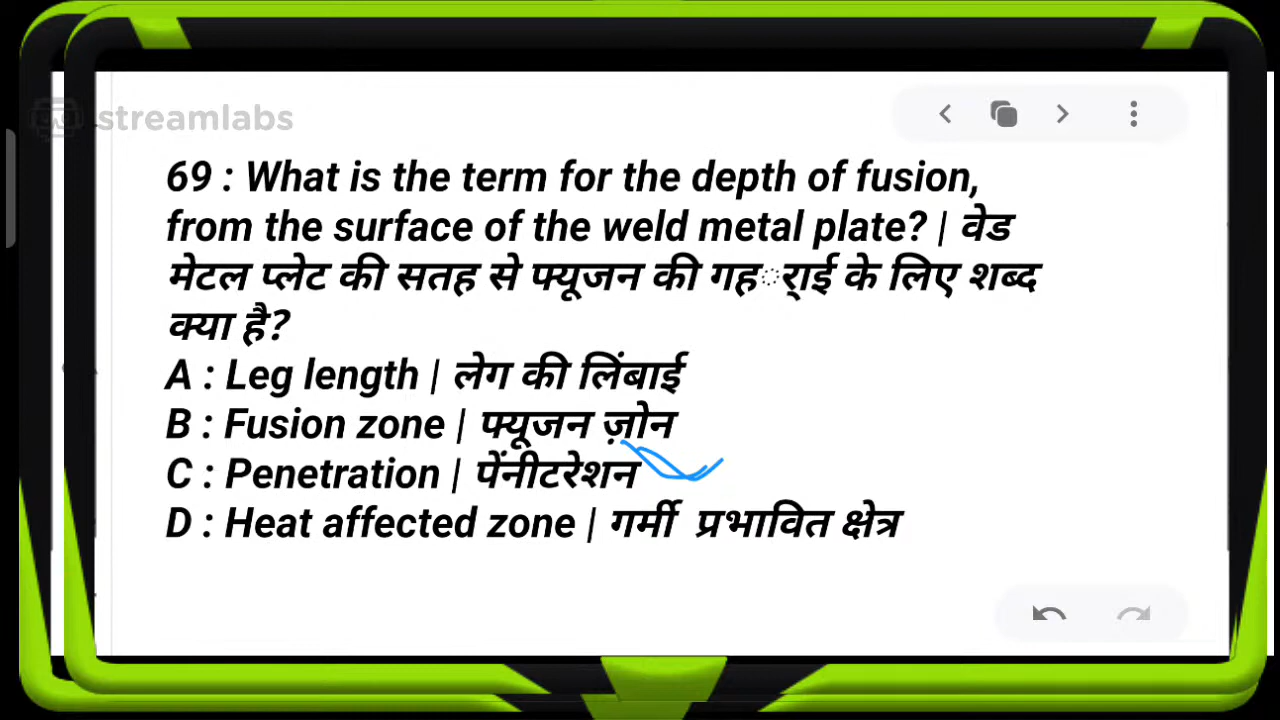 streamlabs
69 : What is the term for the depth of fusion,
from the surface of the weld metal plate? | वेड
मेटल प्लेट की सतह से फ्यूजन की गहर्ााई के लिए शब्द
क्या है?
A : Leg length | लेग की लिंबाई
B : Fusion zone | फ्यूजन ज़ोन
C : Penetration | पेंनीटरेशन
D : Heat affected zone | गर्मी प्रभावित क्षेत्र